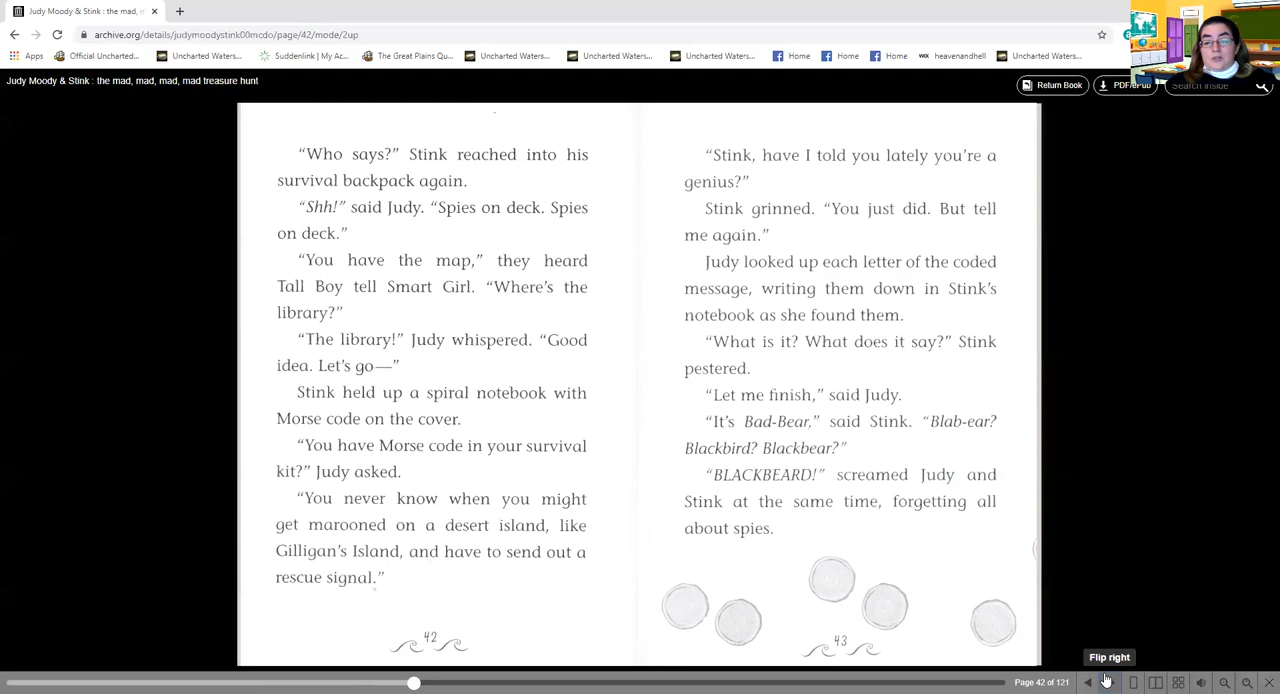 Judy Moody & Stink : the mad, m
archive.org/details/judymoodystink00mcdo/page/42/mode/2up
Apps
Official Uncharted...
Uncharted Waters...
Suddenlink | My Ac...
The Great Plains Qu...
Uncharted Waters...
Uncharted Waters...
Uncharted Waters...
Home
Home
Home
WIX
heavenandhell
Uncharted Waters...
Judy Moody & Stink : the mad, mad, mad, mad treasure hunt
Return Book
PDF/ePub
Search inside
“Who says?” Stink reached into his
survival backpack again.
“Shh!” said Judy. “Spies on deck. Spies
on deck.”
“You have the map,” they heard
Tall Boy tell Smart Girl. “Where’s the
library?”
“The library!” Judy whispered. “Good
idea. Let’s go—”
Stink held up a spiral notebook with
Morse code on the cover.
“You have Morse code in your survival
kit?” Judy asked.
“You never know when you might
get marooned on a desert island, like
Gilligan’s Island, and have to send out a
rescue signal.”
42
“Stink, have I told you lately you’re a
genius?”
Stink grinned. “You just did. But tell
me again.”
Judy looked up each letter of the coded
message, writing them down in Stink’s
notebook as she found them.
“What is it? What does it say?” Stink
pestered.
“Let me finish,” said Judy.
“It’s Bad-Bear,” said Stink. “Blab-ear?
Blackbird? Blackbear?”
“BLACKBEARD!” screamed Judy and
Stink at the same time, forgetting all
about spies.
43
Flip right
Page 42 of 121